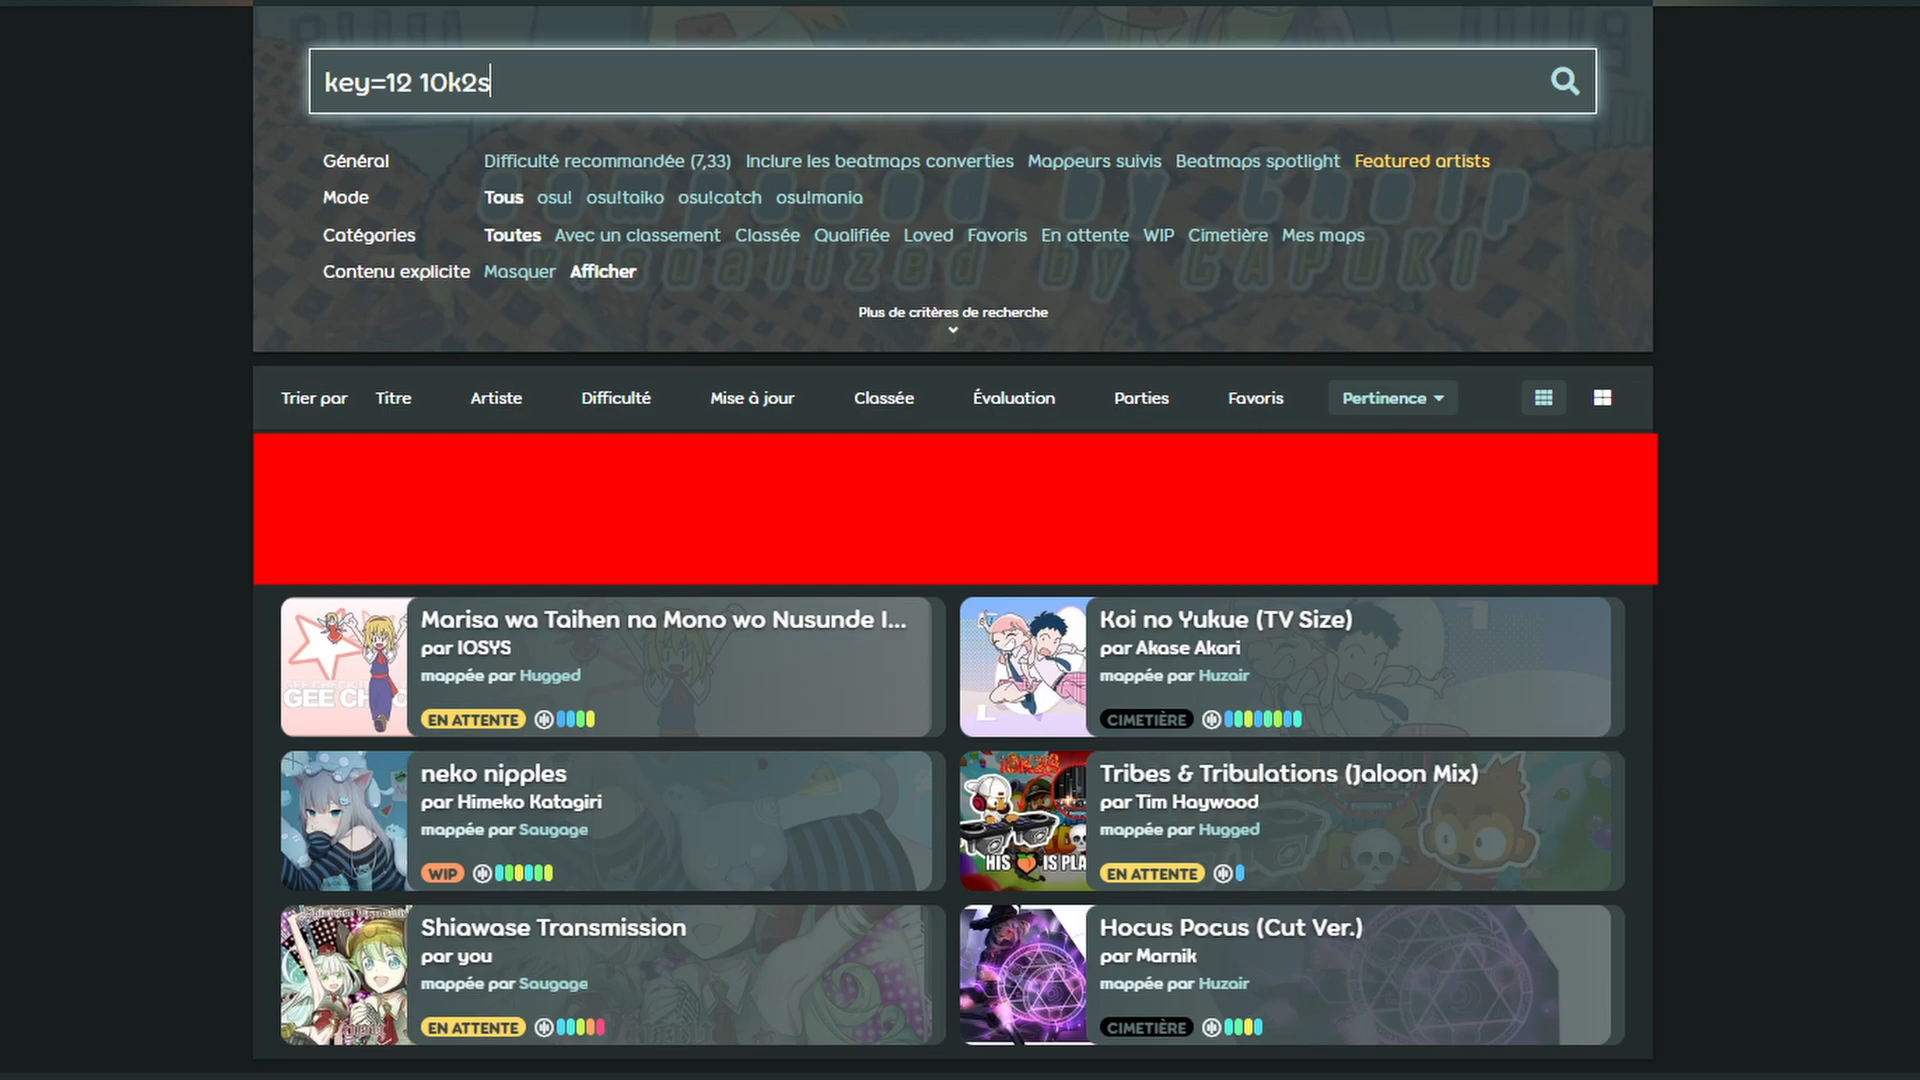 key=12 10k2s
Général Difficulté recommandée (7,33) Inclure les beatmaps converties Mappeurs suivis Beatmaps spotlight Featured artists
Mode Tous osu! osu!taiko osu!catch osu!mania
Catégories Toutes Avec un classement Classée Qualifiée Loved Favoris En attente WIP Cimetière Mes maps
Contenu explicite Masquer Afficher
Plus de critères de recherche
Trier par Titre Artiste Difficulté Mise à jour Classée Évaluation Parties Favoris Pertinence
Marisa wa Taihen na Mono wo Nusunde I...
par IOSYS
mappée par Hugged
EN ATTENTE
Koi no Yukue (TV Size)
par Akase Akari
mappée par Huzair
CIMETIÈRE
neko nipples
par Himeko Katagiri
mappée par Saugage
WIP
Tribes & Tribulations (Jaloon Mix)
par Tim Haywood
mappée par Hugged
EN ATTENTE
Shiawase Transmission
par you
mappée par Saugage
EN ATTENTE
Hocus Pocus (Cut Ver.)
par Marnik
mappée par Huzair
CIMETIÈRE